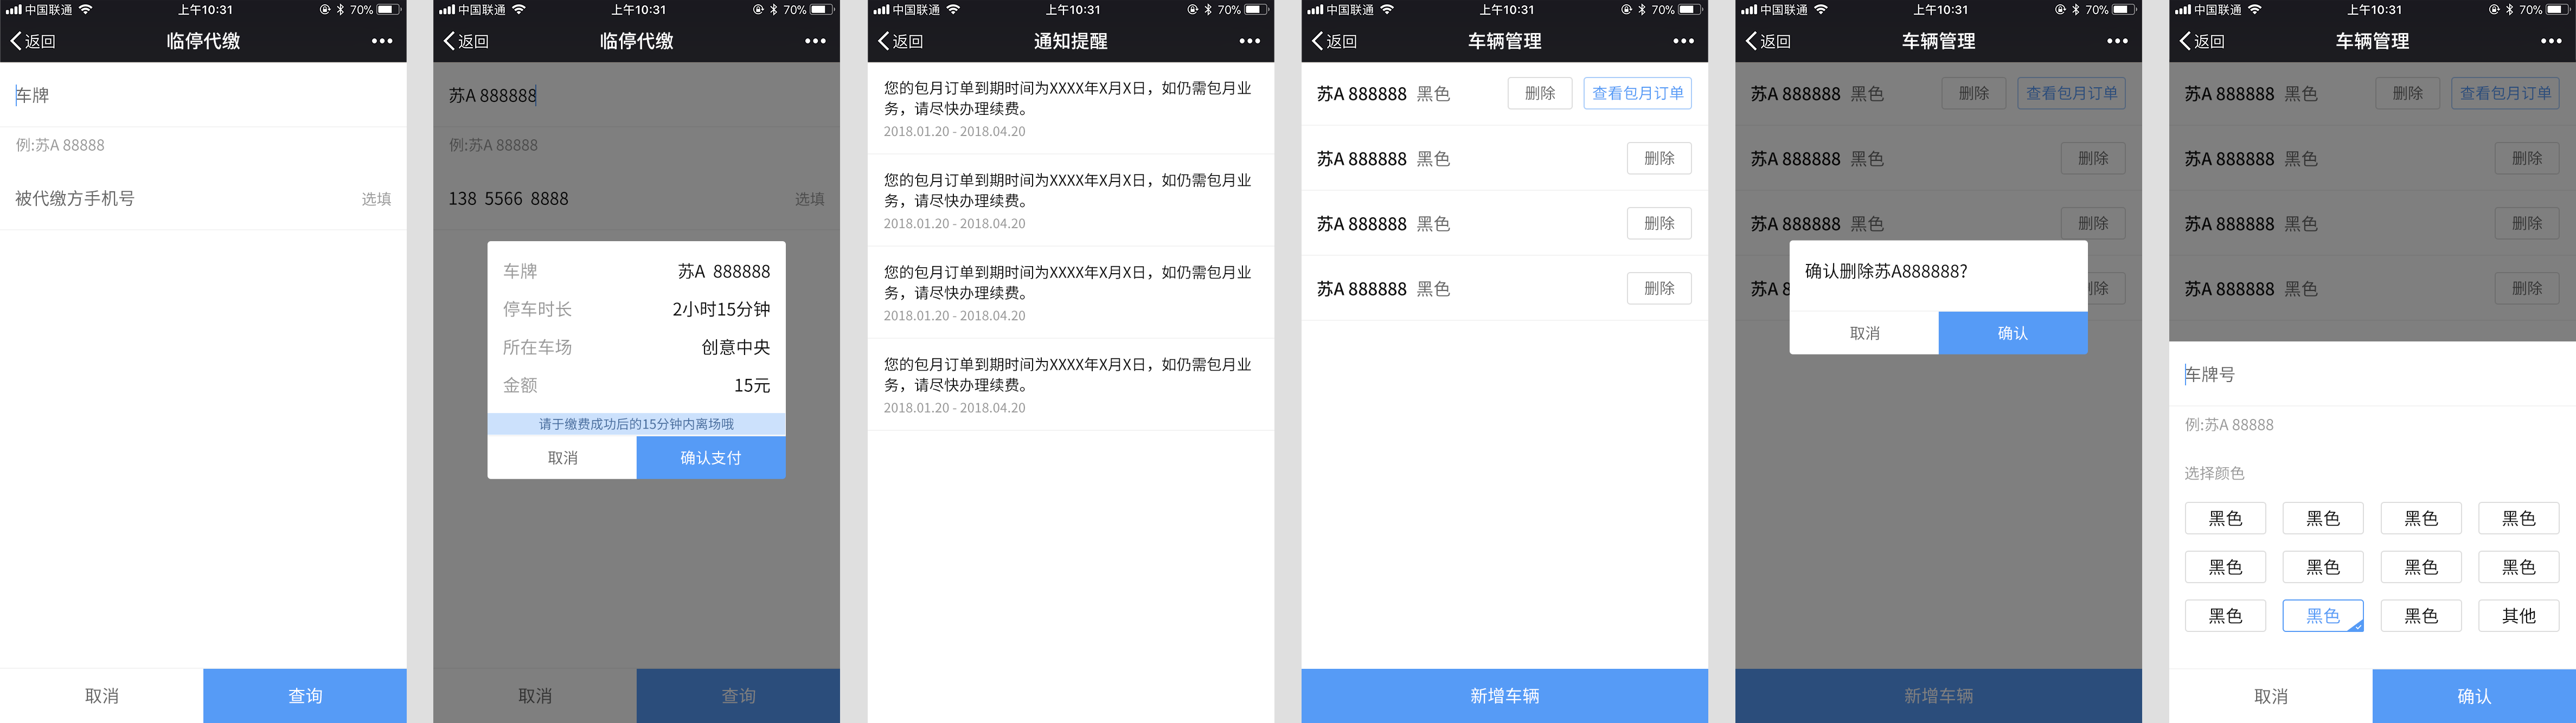 中国联通
上午10:31
70%
返回
临停代缴
车牌
例:苏A 88888
被代缴方手机号
选填
取消
查询
中国联通
上午10:31
70%
返回
临停代缴
苏A 888888
例:苏A 88888
138 5566 8888
选填
车牌
苏A 888888
停车时长
2小时15分钟
所在车场
创意中央
金额
15元
请于缴费成功后的15分钟内离场哦
取消
确认支付
取消
查询
中国联通
上午10:31
70%
返回
通知提醒
您的包月订单到期时间为XXXX年X月X日，如仍需包月业
务，请尽快办理续费。
2018.01.20 - 2018.04.20
您的包月订单到期时间为XXXX年X月X日，如仍需包月业
务，请尽快办理续费。
2018.01.20 - 2018.04.20
您的包月订单到期时间为XXXX年X月X日，如仍需包月业
务，请尽快办理续费。
2018.01.20 - 2018.04.20
您的包月订单到期时间为XXXX年X月X日，如仍需包月业
务，请尽快办理续费。
2018.01.20 - 2018.04.20
中国联通
上午10:31
70%
返回
车辆管理
苏A 888888 黑色
删除
查看包月订单
苏A 888888 黑色
删除
苏A 888888 黑色
删除
苏A 888888 黑色
删除
新增车辆
中国联通
上午10:31
70%
返回
车辆管理
苏A 888888 黑色
删除
查看包月订单
苏A 888888 黑色
删除
苏A 888888 黑色
删除
苏A 8
删除
确认删除苏A888888?
取消
确认
新增车辆
中国联通
上午10:31
70%
返回
车辆管理
苏A 888888 黑色
删除
查看包月订单
苏A 888888 黑色
删除
苏A 888888 黑色
删除
苏A 888888 黑色
删除
车牌号
例:苏A 88888
选择颜色
黑色 黑色 黑色 黑色
黑色 黑色 黑色 黑色
黑色 黑色 黑色 其他
取消
确认